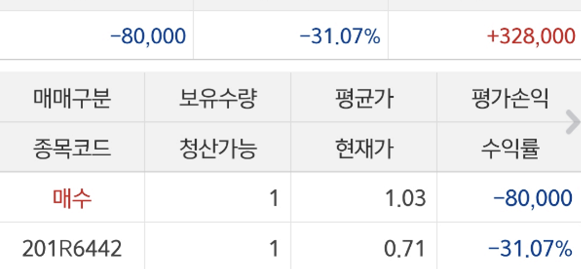 -80,000 -31.07% +328,000
매매구분 보유수량 평균가 평가손익
종목코드 청산가능 현재가 수익률
매수 1 1.03 -80,000
201R6442 1 0.71 -31.07%